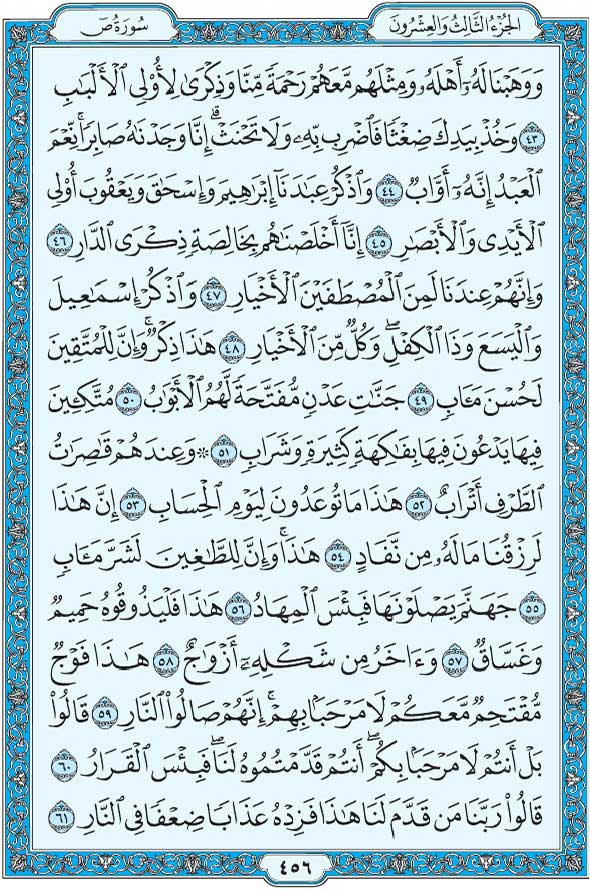 الجزء الثالث والعشرون
سورة ص
وَوَهَبْنَا لَهُۥٓ أَهْلَهُۥ وَمِثْلَهُم مَّعَهُمْ رَحْمَةً مِّنَّا وَذِكْرَىٰ لِأُو۟لِى ٱلْأَلْبَـٰبِ
٤٣ وَخُذْ بِيَدِكَ ضِغْثًا فَٱضْرِب بِّهِۦ وَلَا تَحْنَثْ ۗ إِنَّا وَجَدْنَـٰهُ صَابِرًا ۚ نِّعْمَ
ٱلْعَبْدُ إِنَّهُۥٓ أَوَّابٌ ٤٤ وَٱذْكُرْ عِبَـٰدَنَآ إِبْرَٰهِيمَ وَإِسْحَـٰقَ وَيَعْقُوبَ أُو۟لِى
ٱلْأَيْدِى وَٱلْأَبْصَـٰرِ ٤٥ إِنَّآ أَخْلَصْنَـٰهُم بِخَالِصَةٍ ذِكْرَى ٱلدَّارِ ٤٦
وَإِنَّهُمْ عِندَنَا لَمِنَ ٱلْمُصْطَفَيْنَ ٱلْأَخْيَارِ ٤٧ وَٱذْكُرْ إِسْمَـٰعِيلَ
وَٱلْيَسَعَ وَذَا ٱلْكِفْلِ ۖ وَكُلٌّ مِّنَ ٱلْأَخْيَارِ ٤٨ هَـٰذَا ذِكْرٌ ۚ وَإِنَّ لِلْمُتَّقِينَ
لَحُسْنَ مَـَٔابٍ ٤٩ جَنَّـٰتِ عَدْنٍ مُّفَتَّحَةً لَّهُمُ ٱلْأَبْوَٰبُ ٥٠ مُتَّكِـِٔينَ
فِيهَا يَدْعُونَ فِيهَا بِفَـٰكِهَةٍ كَثِيرَةٍ وَشَرَابٍ ٥١ ۞ وَعِندَهُمْ قَـٰصِرَٰتُ
ٱلطَّرْفِ أَتْرَابٌ ٥٢ هَـٰذَا مَا تُوعَدُونَ لِيَوْمِ ٱلْحِسَابِ ٥٣ إِنَّ هَـٰذَا
لَرِزْقُنَا مَا لَهُۥ مِن نَّفَادٍ ٥٤ هَـٰذَا ۚ وَإِنَّ لِلطَّـٰغِينَ لَشَرَّ مَـَٔابٍ
٥٥ جَهَنَّمَ يَصْلَوْنَهَا فَبِئْسَ ٱلْمِهَادُ ٥٦ هَـٰذَا فَلْيَذُوقُوهُ حَمِيمٌ
وَغَسَّاقٌ ٥٧ وَءَاخَرُ مِن شَكْلِهِۦٓ أَزْوَٰجٌ ٥٨ هَـٰذَا فَوْجٌ
مُّقْتَحِمٌ مَّعَكُمْ ۖ لَا مَرْحَبًۢا بِهِمْ ۚ إِنَّهُمْ صَالُوا۟ ٱلنَّارِ ٥٩ قَالُوا۟
بَلْ أَنتُمْ لَا مَرْحَبًۢا بِكُمْ ۖ أَنتُمْ قَدَّمْتُمُوهُ لَنَا ۖ فَبِئْسَ ٱلْقَرَارُ ٦٠
قَالُوا۟ رَبَّنَا مَن قَدَّمَ لَنَا هَـٰذَا فَزِدْهُ عَذَابًا ضِعْفًا فِى ٱلنَّارِ ٦١
٤٥٦